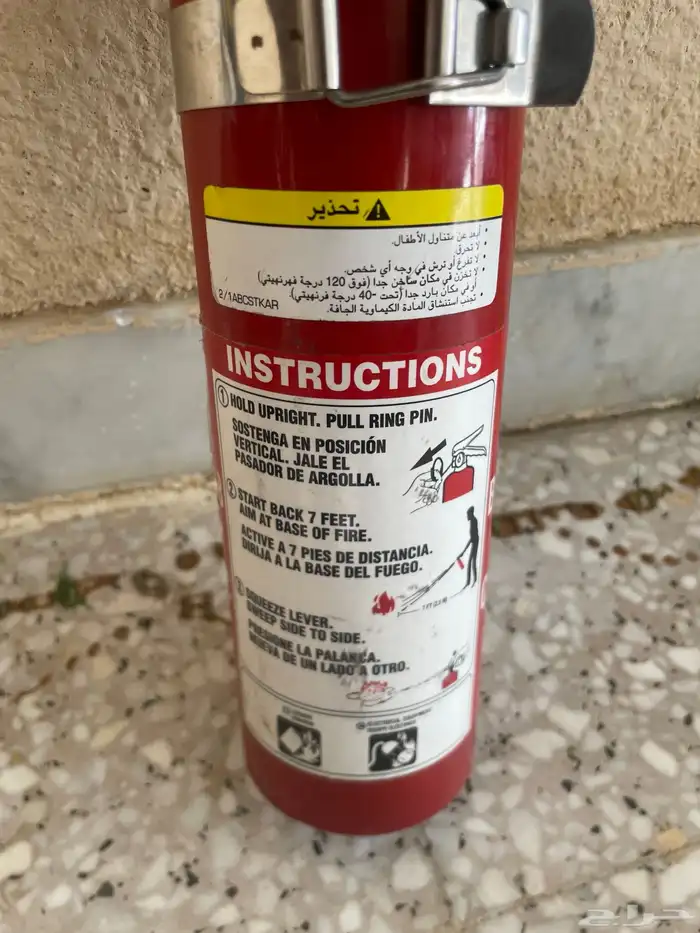 تحذير
• أبعد عن متناول الأطفال.
• لا تحرق.
• لا تفرغ أو ترش في وجه أي شخص.
• لا تخزن في مكان ساخن جدا (فوق 120 درجة فهرنهيتي)
أو في مكان بارد جدا (تحت -40 درجة فرنهيتي).
• تجنب استنشاق المادة الكيماوية الجافة.
2/1ABCSTKAR
INSTRUCTIONS
1 HOLD UPRIGHT. PULL RING PIN.
SOSTENGA EN POSICIÓN
VERTICAL. JALE EL
PASADOR DE ARGOLLA.
2 START BACK 7 FEET.
AIM AT BASE OF FIRE.
ACTIVE A 7 PIES DE DISTANCIA.
DIRIJA A LA BASE DEL FUEGO.
3 SQUEEZE LEVER.
SWEEP SIDE TO SIDE.
PRESIONE LA PALANCA.
MUEVA DE UN LADO A OTRO.
ELECTRICAL EQUIPMENT
حراج